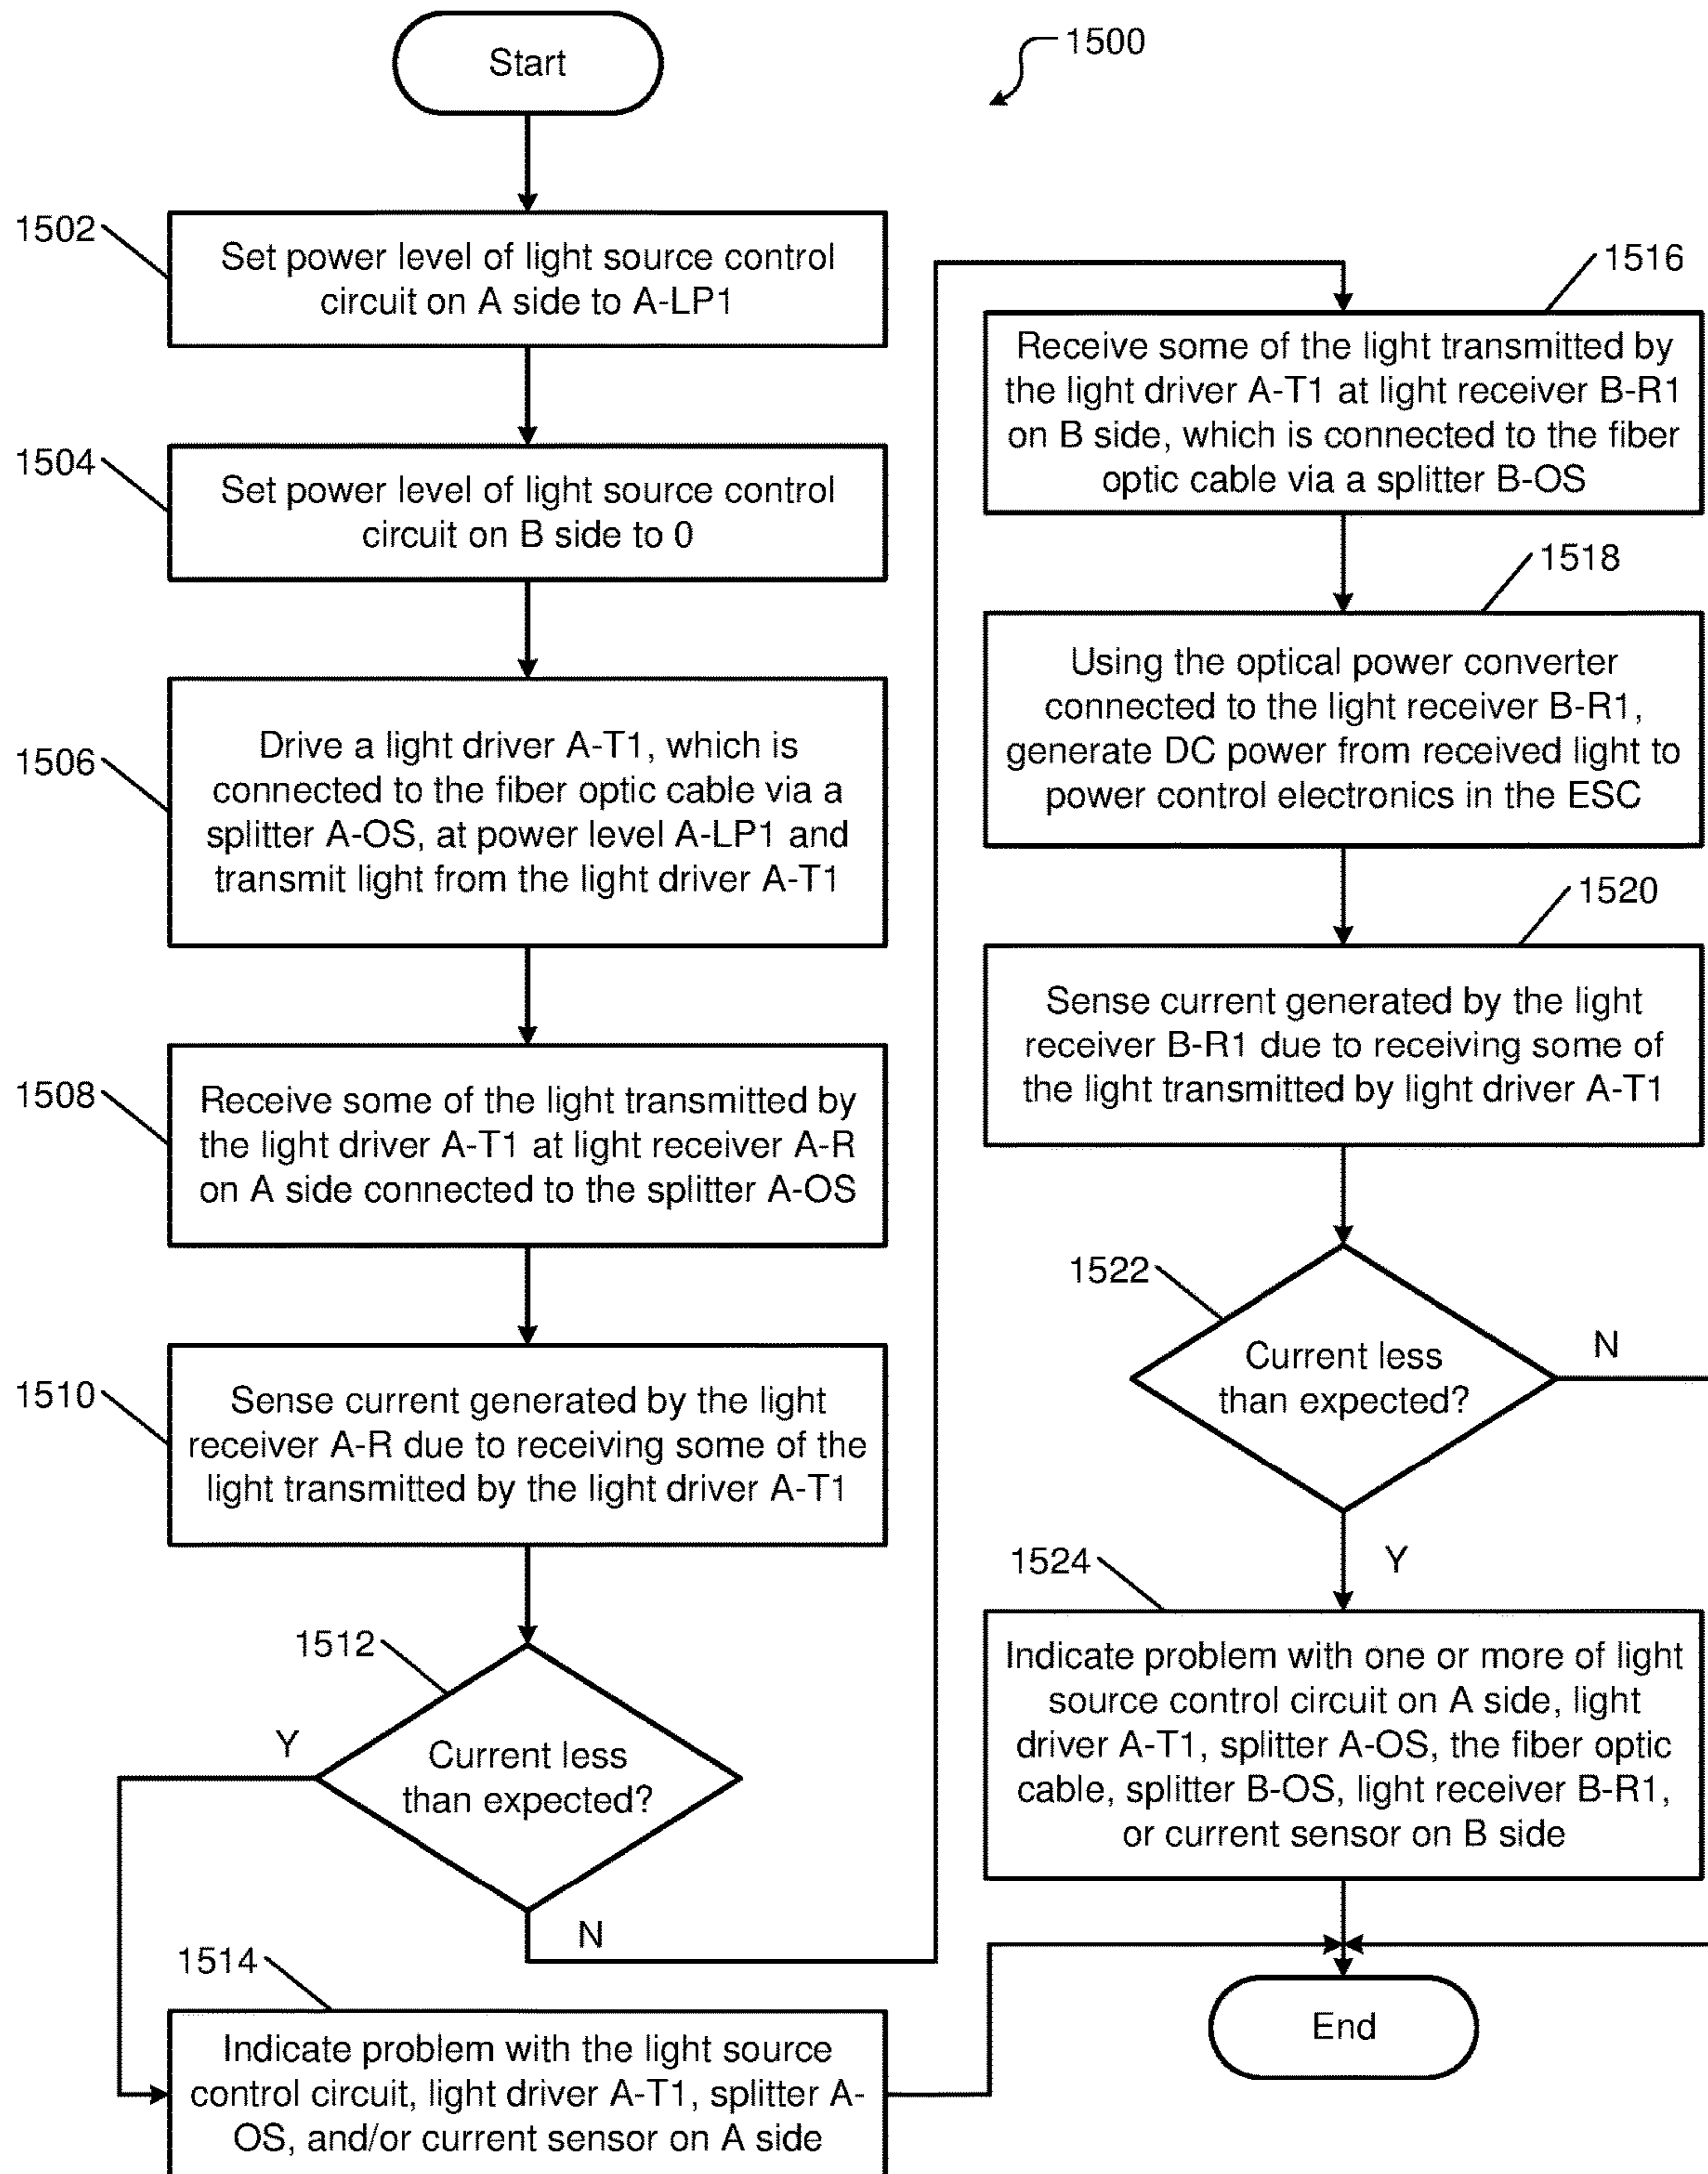 Start
1500
1502
Set power level of light source control
circuit on A side to A-LP1
1504
Set power level of light source control
circuit on B side to 0
1506
Drive a light driver A-T1, which is
connected to the fiber optic cable via a
splitter A-OS, at power level A-LP1 and
transmit light from the light driver A-T1
1508
Receive some of the light transmitted by
the light driver A-T1 at light receiver A-R
on A side connected to the splitter A-OS
1510
Sense current generated by the light
receiver A-R due to receiving some of the
light transmitted by the light driver A-T1
1512
Current less
than expected?
Y
N
1514
Indicate problem with the light source
control circuit, light driver A-T1, splitter A-
OS, and/or current sensor on A side
1516
Receive some of the light transmitted by
the light driver A-T1 at light receiver B-R1
on B side, which is connected to the fiber
optic cable via a splitter B-OS
1518
Using the optical power converter
connected to the light receiver B-R1,
generate DC power from received light to
power control electronics in the ESC
1520
Sense current generated by the light
receiver B-R1 due to receiving some of
the light transmitted by light driver A-T1
1522
Current less
than expected?
N
Y
1524
Indicate problem with one or more of light
source control circuit on A side, light
driver A-T1, splitter A-OS, the fiber optic
cable, splitter B-OS, light receiver B-R1,
or current sensor on B side
End